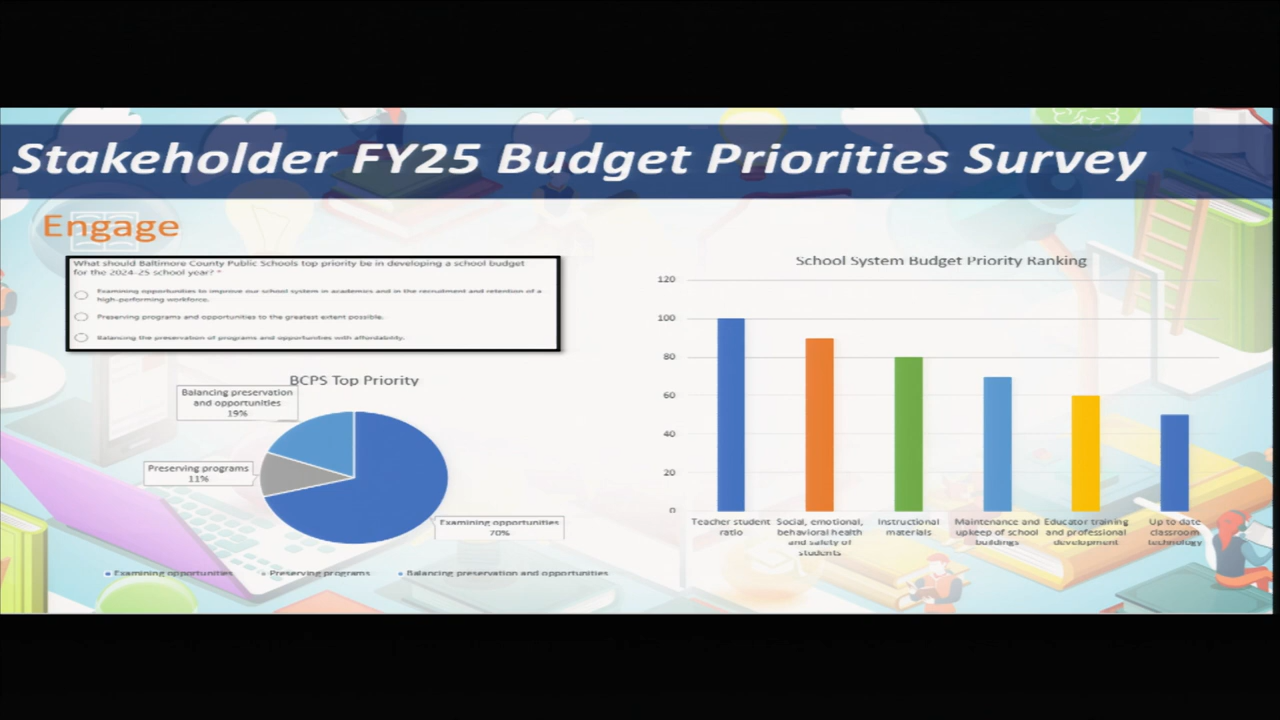 Stakeholder FY25 Budget Priorities Survey
Engage
What should Baltimore County Public Schools top priority be in developing a school budget
for the 2024-25 school year? *
Examining opportunities to improve our school system in academics and in the recruitment and retention of a
high-performing workforce.
Preserving programs and opportunities to the greatest extent possible.
Balancing the preservation of programs and opportunities with affordability.
BCPS Top Priority
Balancing preservation
and opportunities
19%
Preserving programs
11%
Examining opportunities
70%
Examining opportunities
Preserving programs
Balancing preservation and opportunities
School System Budget Priority Ranking
120
100
80
60
40
20
0
Teacher student
ratio
Social, emotional,
behavioral health
and safety of
students
Instructional
materials
Maintenance and
upkeep of school
buildings
Educator training
and professional
development
Up to date
classroom
technology